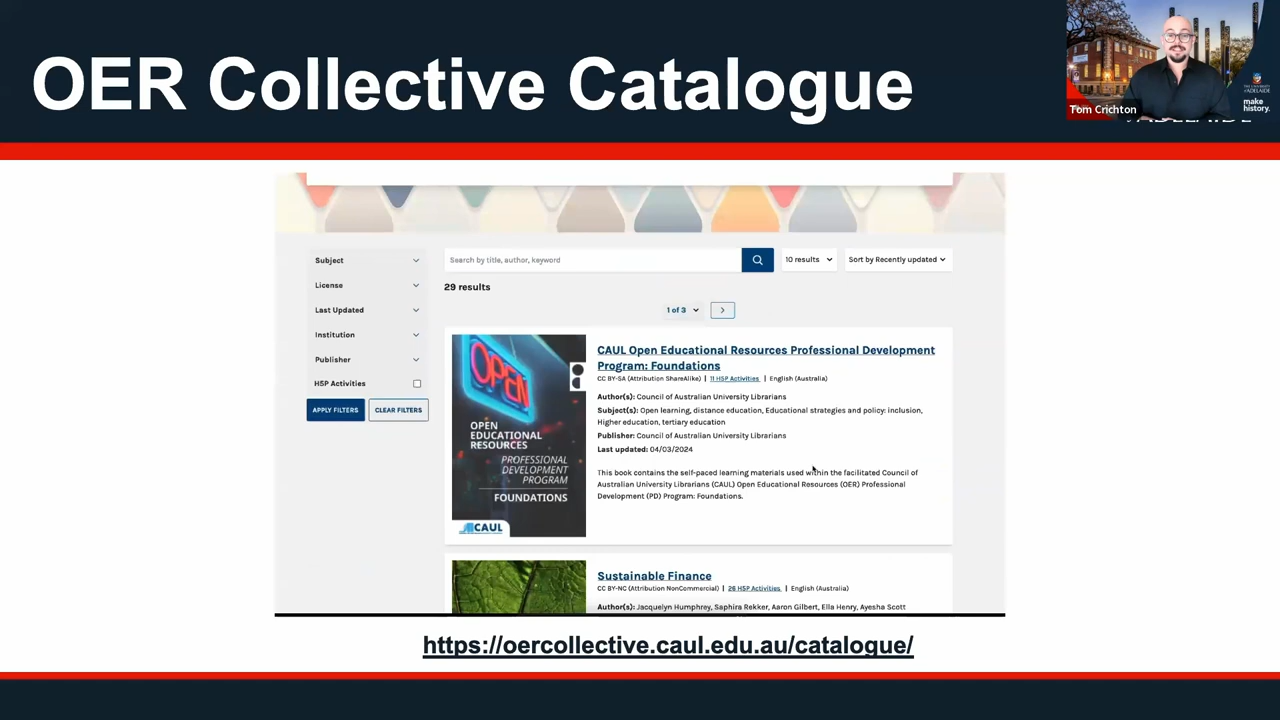 OER Collective Catalogue
Tom Crichton
THE UNIVERSITY
of ADELAIDE
make
history.
Subject
License
Last Updated
Institution
Publisher
H5P Activities
APPLY FILTERS
CLEAR FILTERS
Search by title, author, keyword
10 results
Sort by Recently updated
29 results
1 of 3
OPEN
OPEN
EDUCATIONAL
RESOURCES
PROFESSIONAL
DEVELOPMENT
PROGRAM:
FOUNDATIONS
CAUL
CAUL Open Educational Resources Professional Development
Program: Foundations
CC BY-SA (Attribution ShareAlike) | 11 H5P Activities | English (Australia)
Author(s): Council of Australian University Librarians
Subject(s): Open learning, distance education, Educational strategies and policy: inclusion,
Higher education, tertiary education
Publisher: Council of Australian University Librarians
Last updated: 04/03/2024
This book contains the self-paced learning materials used within the facilitated Council of
Australian University Librarians (CAUL) Open Educational Resources (OER) Professional
Development (PD) Program: Foundations.
Sustainable Finance
CC BY-NC (Attribution NonCommercial) | 26 H5P Activities | English (Australia)
Author(s): Jacquelyn Humphrey, Saphira Rekker, Aaron Gilbert, Ella Henry, Ayesha Scott
https://oercollective.caul.edu.au/catalogue/